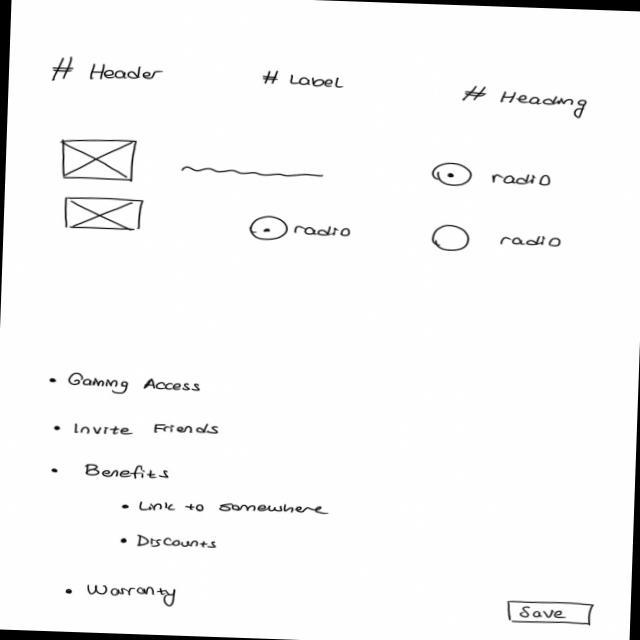 # Header
# Label
# Heading
radio
radio
radio
• Gaming Access
• Invite Friends
• Benefits
• Link to somewhere
• Discounts
• Warranty
Save